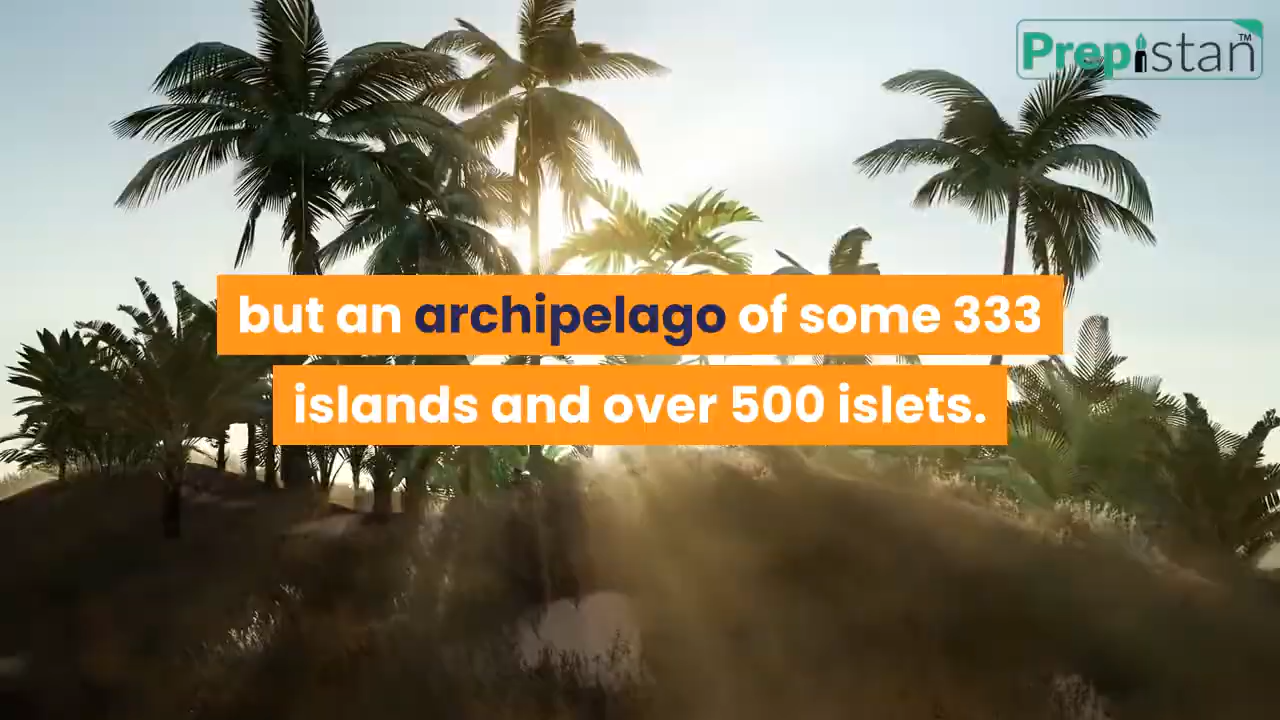 Prepistan™
but an archipelago of some 333
islands and over 500 islets.